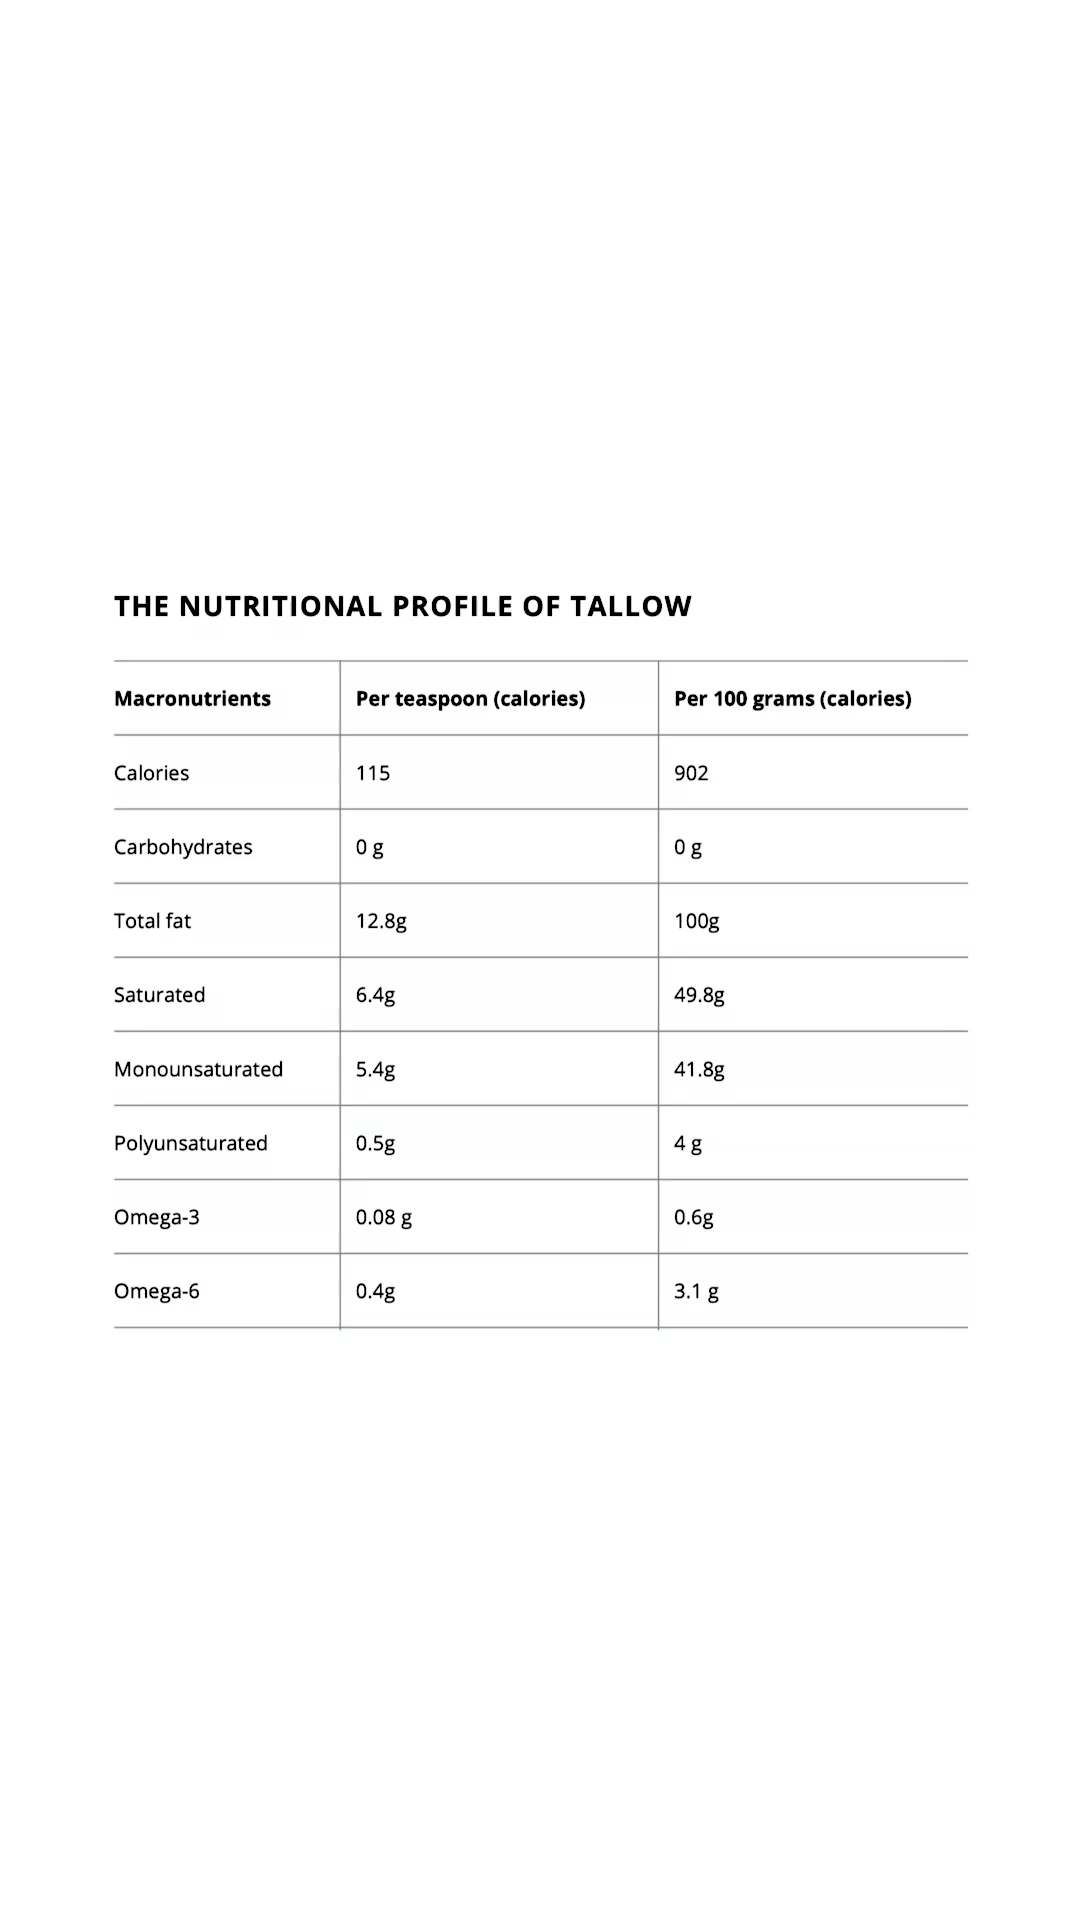 THE NUTRITIONAL PROFILE OF TALLOW
Macronutrients Per teaspoon (calories) Per 100 grams (calories)
Calories 115 902
Carbohydrates 0 g 0 g
Total fat 12.8g 100g
Saturated 6.4g 49.8g
Monounsaturated 5.4g 41.8g
Polyunsaturated 0.5g 4 g
Omega-3 0.08 g 0.6g
Omega-6 0.4g 3.1 g